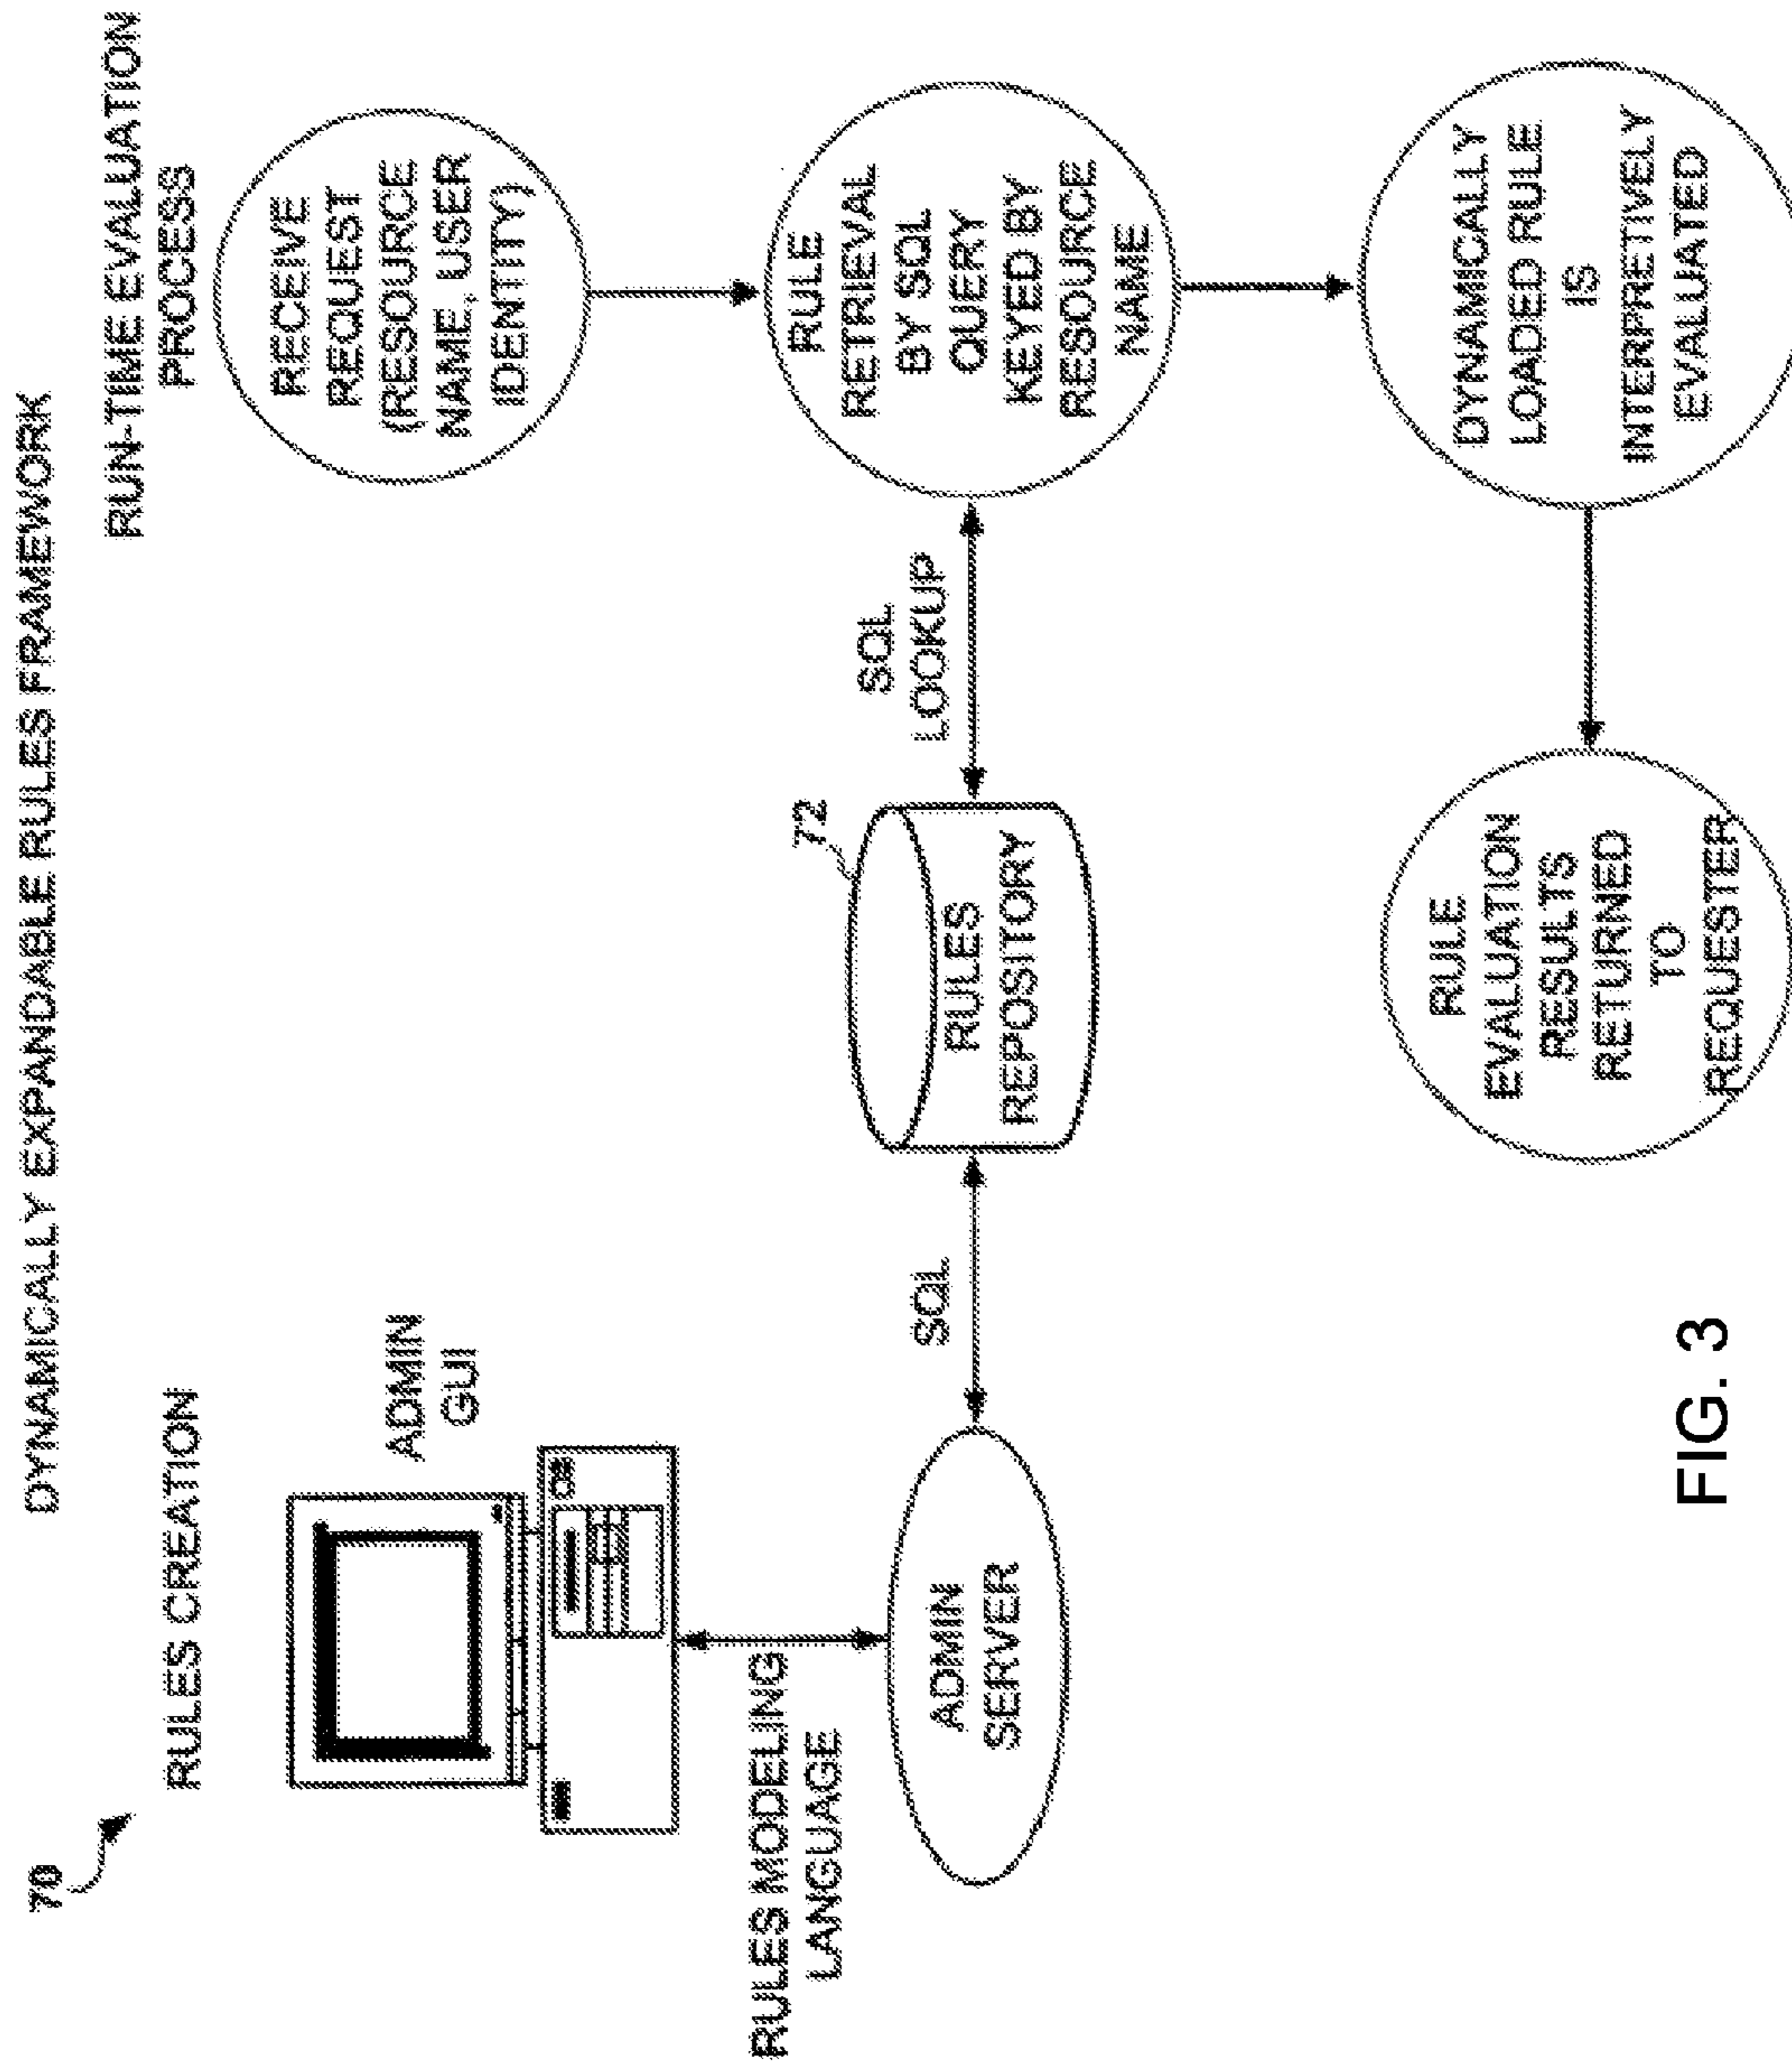 DYNAMICALLY EXPANDABLE RULES FRAMEWORK
70
RULES CREATION
ADMIN
GUI
RULES MODELING
LANGUAGE
ADMIN
SERVER
SQL
72
RULES
REPOSITORY
SQL
LOOKUP
RUN-TIME EVALUATION
PROCESS
RECEIVE
REQUEST
(RESOURCE
NAME, USER
IDENTITY)
RULE
RETRIEVAL
BY SQL
QUERY
KEYED BY
RESOURCE
NAME
DYNAMICALLY
LOADED RULE
IS
INTERPRETIVELY
EVALUATED
RULE
EVALUATION
RESULTS
RETURNED
TO
REQUESTER
FIG. 3